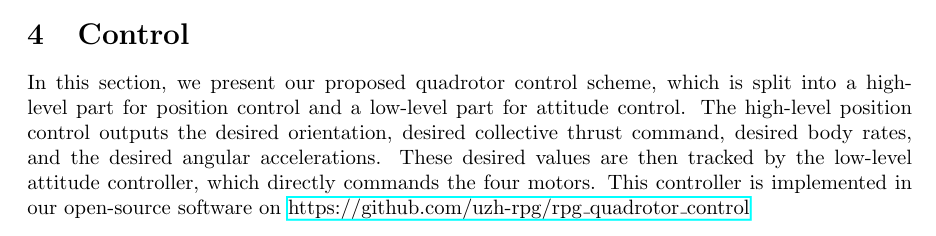 4 Control
In this section, we present our proposed quadrotor control scheme, which is split into a high-
level part for position control and a low-level part for attitude control. The high-level position
control outputs the desired orientation, desired collective thrust command, desired body rates,
and the desired angular accelerations. These desired values are then tracked by the low-level
attitude controller, which directly commands the four motors. This controller is implemented in
our open-source software on https://github.com/uzh-rpg/rpg_quadrotor_control